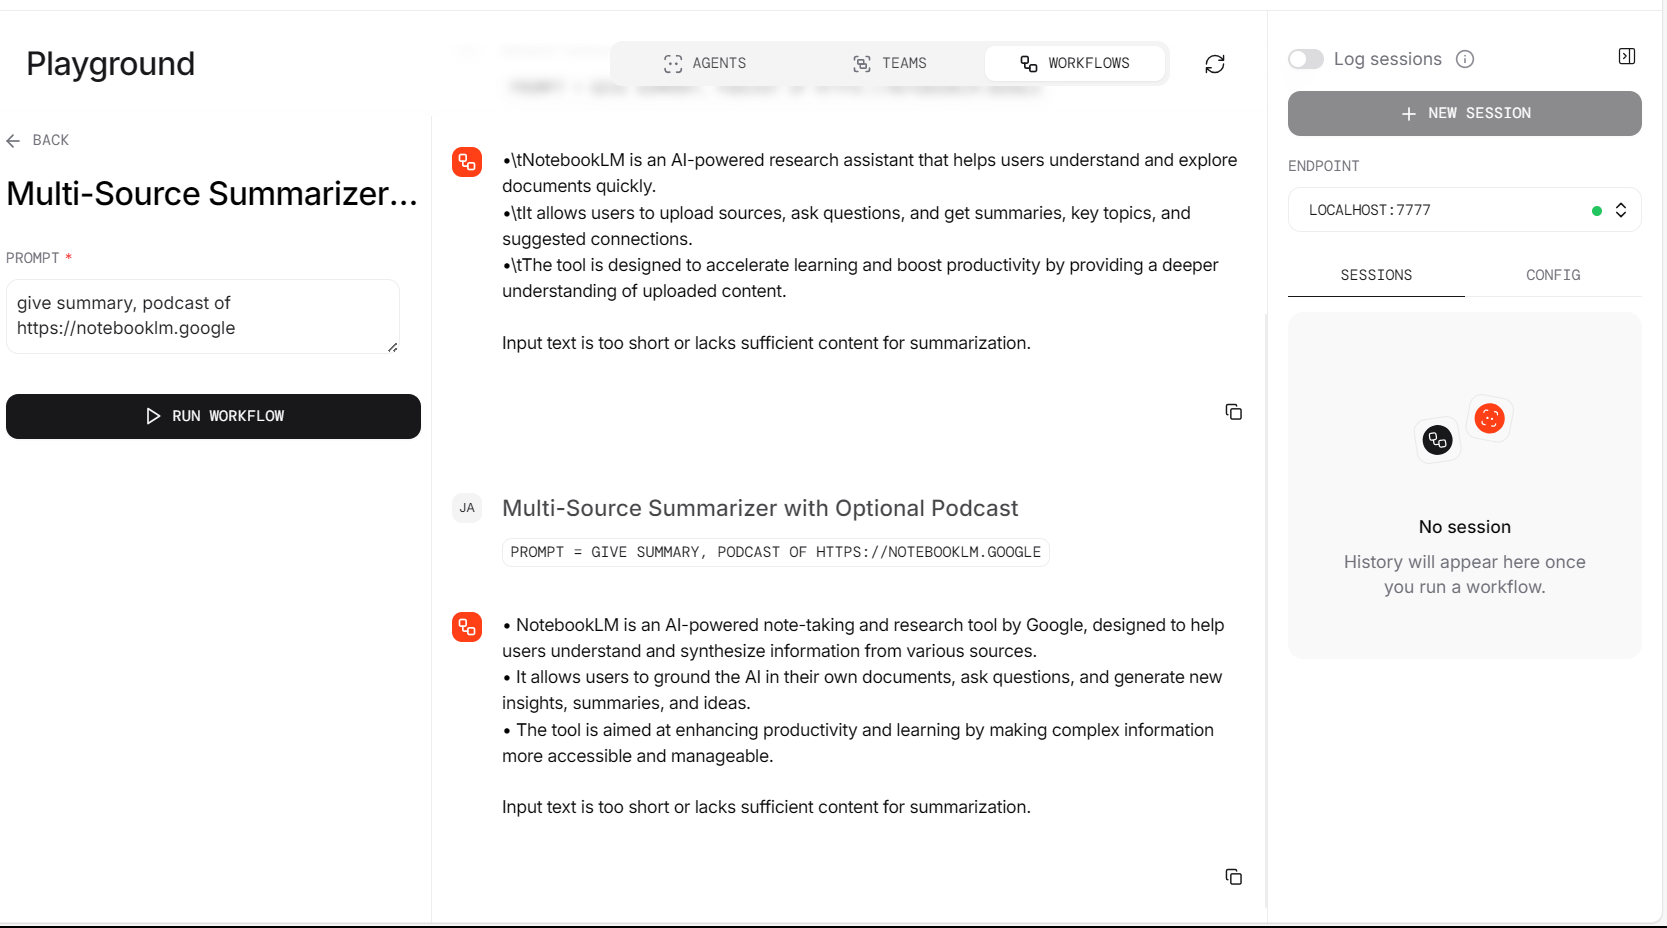 Playground
AGENTS
TEAMS
WORKFLOWS
Log sessions
NEW SESSION
BACK
Multi-Source Summarizer...
PROMPT *
give summary, podcast of
https://notebooklm.google
RUN WORKFLOW
•\tNotebookLM is an AI-powered research assistant that helps users understand and explore
documents quickly.
•\tIt allows users to upload sources, ask questions, and get summaries, key topics, and
suggested connections.
•\tThe tool is designed to accelerate learning and boost productivity by providing a deeper
understanding of uploaded content.
Input text is too short or lacks sufficient content for summarization.
JA
Multi-Source Summarizer with Optional Podcast
PROMPT = GIVE SUMMARY, PODCAST OF HTTPS://NOTEBOOKLM.GOOGLE
• NotebookLM is an AI-powered note-taking and research tool by Google, designed to help
users understand and synthesize information from various sources.
• It allows users to ground the AI in their own documents, ask questions, and generate new
insights, summaries, and ideas.
• The tool is aimed at enhancing productivity and learning by making complex information
more accessible and manageable.
Input text is too short or lacks sufficient content for summarization.
ENDPOINT
LOCALHOST:7777
SESSIONS
CONFIG
No session
History will appear here once
you run a workflow.